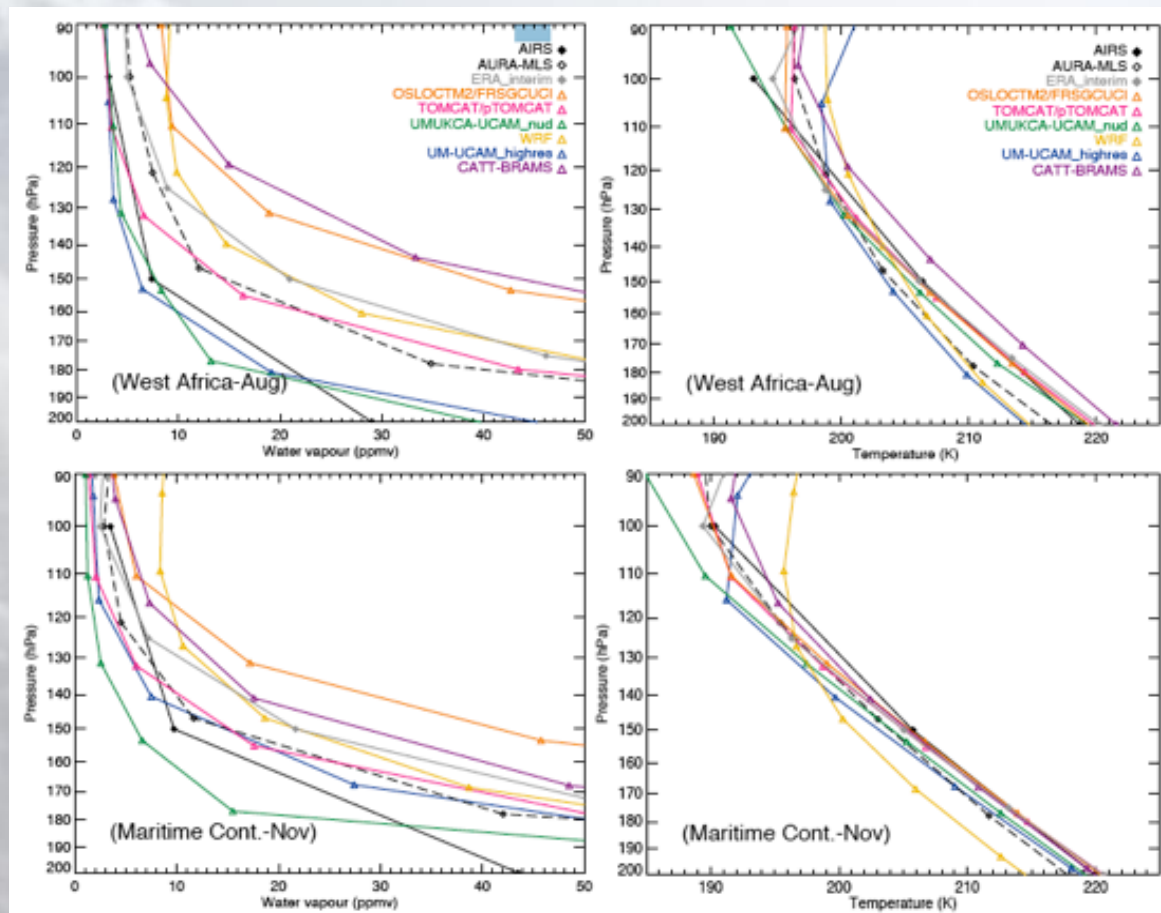 90
100
110
120
130
140
150
160
170
180
190
200
Pressure (hPa)
0
10
20
30
40
50
Water vapour (ppmv)
(West Africa-Aug)
AIRS
AURA-MLS
ERA_interim
OSLOCTM2/FRSGCUCI
TOMCAT/pTOMCAT
UMUKCA-UCAM_nud
WRF
UM-UCAM_highres
CATT-BRAMS
90
100
110
120
130
140
150
160
170
180
190
200
Pressure (hPa)
190
200
210
220
Temperature (K)
(West Africa-Aug)
AIRS
AURA-MLS
ERA_interim
OSLOCTM2/FRSGCUCI
TOMCAT/pTOMCAT
UMUKCA-UCAM_nud
WRF
UM-UCAM_highres
CATT-BRAMS
90
100
110
120
130
140
150
160
170
180
190
200
Pressure (hPa)
0
10
20
30
40
50
Water vapour (ppmv)
(Maritime Cont.-Nov)
90
100
110
120
130
140
150
160
170
180
190
200
Pressure (hPa)
190
200
210
220
Temperature (K)
(Maritime Cont.-Nov)